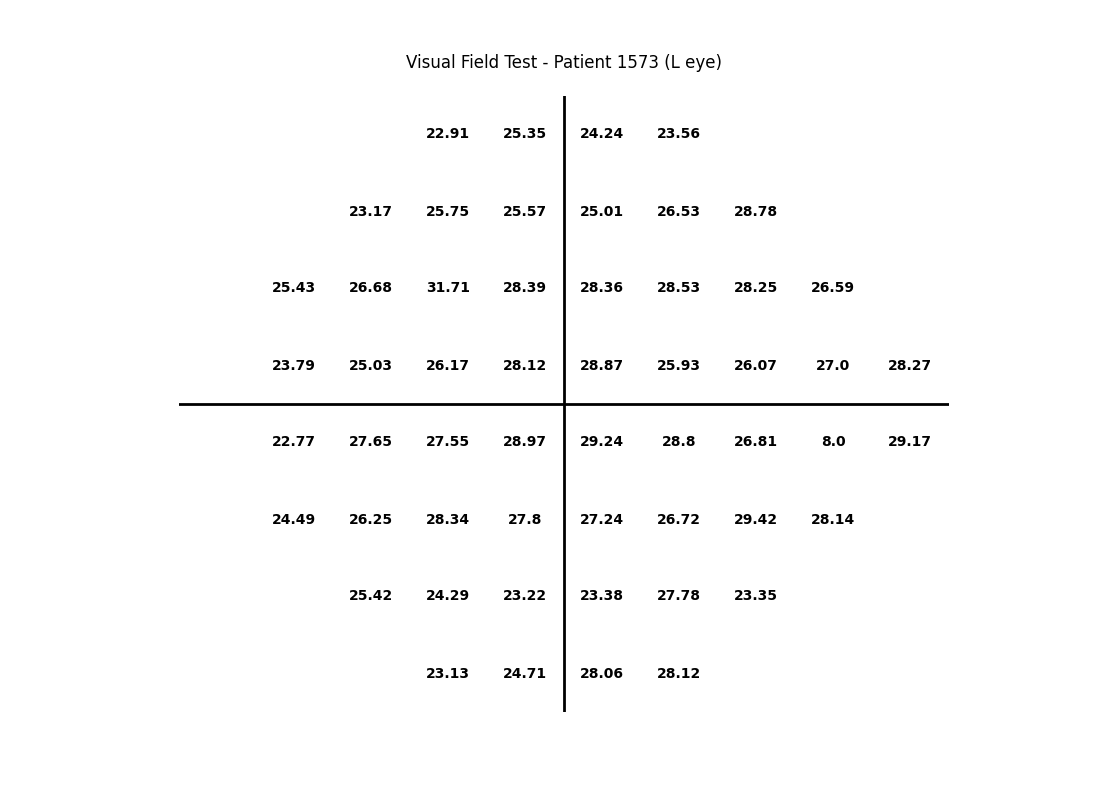 Visual Field Test - Patient 1573 (L eye)
22.91 25.35 24.24 23.56
23.17 25.75 25.57 25.01 26.53 28.78
25.43 26.68 31.71 28.39 28.36 28.53 28.25 26.59
23.79 25.03 26.17 28.12 28.87 25.93 26.07 27.0 28.27
22.77 27.65 27.55 28.97 29.24 28.8 26.81 8.0 29.17
24.49 26.25 28.34 27.8 27.24 26.72 29.42 28.14
25.42 24.29 23.22 23.38 27.78 23.35
23.13 24.71 28.06 28.12